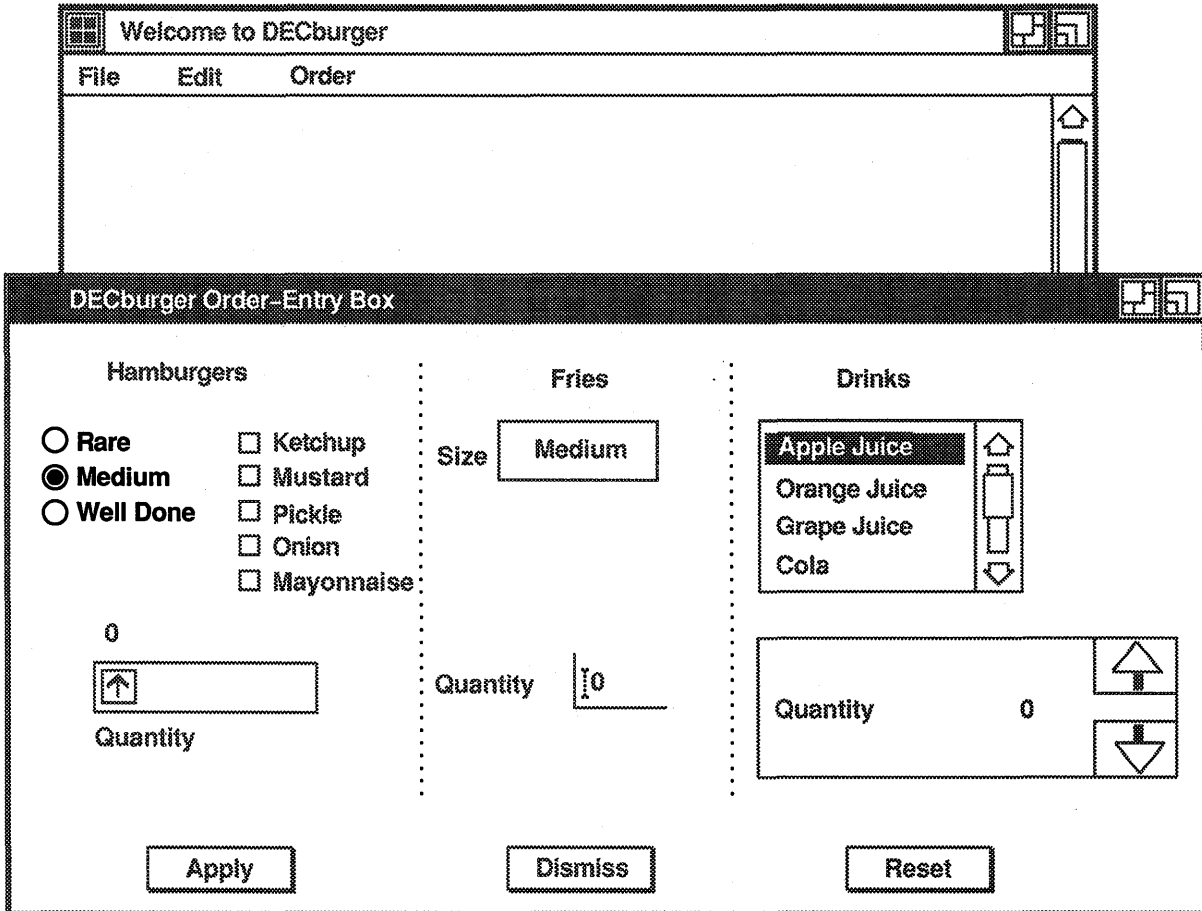 Welcome to DECburger
File Edit Order
DECburger Order-Entry Box
Hamburgers
Rare
Medium
Well Done
Ketchup
Mustard
Pickle
Onion
Mayonnaise
0
Quantity
Fries
Size Medium
Quantity 0
Drinks
Apple Juice
Orange Juice
Grape Juice
Cola
Quantity 0
Apply Dismiss Reset